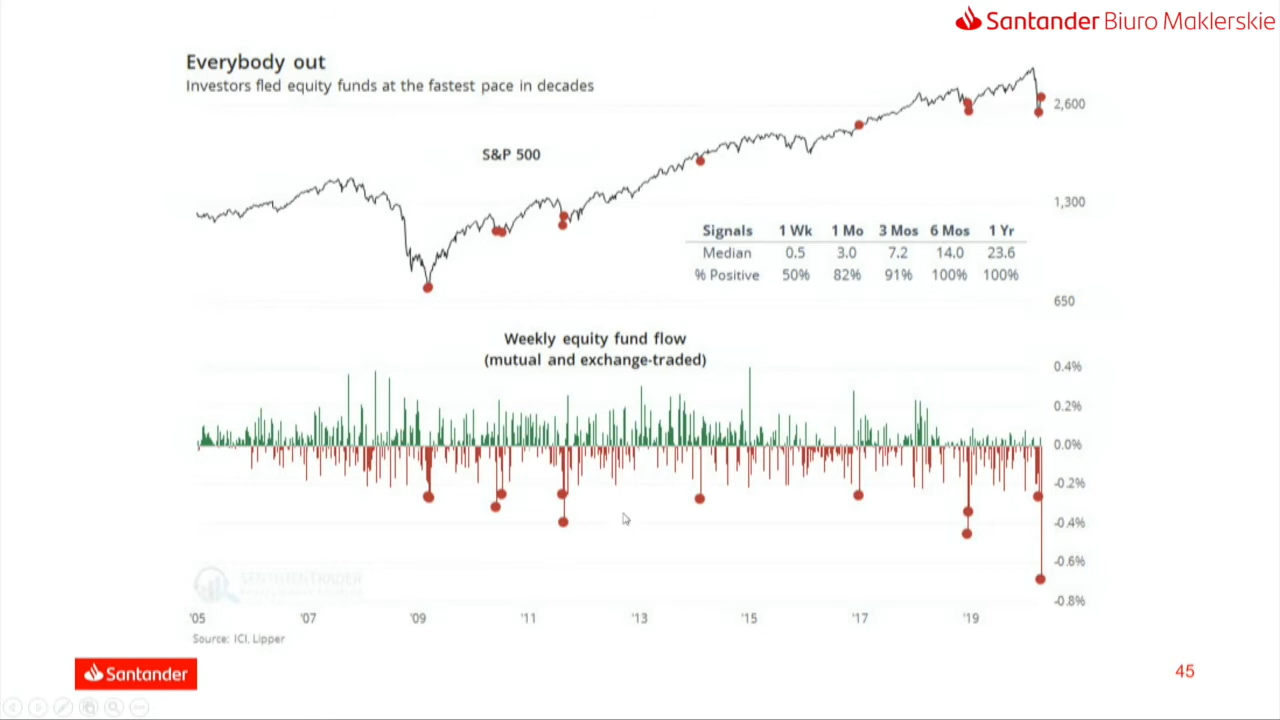 Santander Biuro Maklerskie
Everybody out
Investors fled equity funds at the fastest pace in decades
2,600
S&P 500
1,300
Signals 1 Wk 1 Mo 3 Mos 6 Mos 1 Yr
Median 0.5 3.0 7.2 14.0 23.6
% Positive 50% 82% 91% 100% 100%
650
Weekly equity fund flow
(mutual and exchange-traded)
0.4%
0.2%
0.0%
-0.2%
-0.4%
-0.6%
SENTIMENTRADER
-0.8%
'05 '07 '09 '11 '13 '15 '17 '19
Source: ICI, Lipper
Santander
45